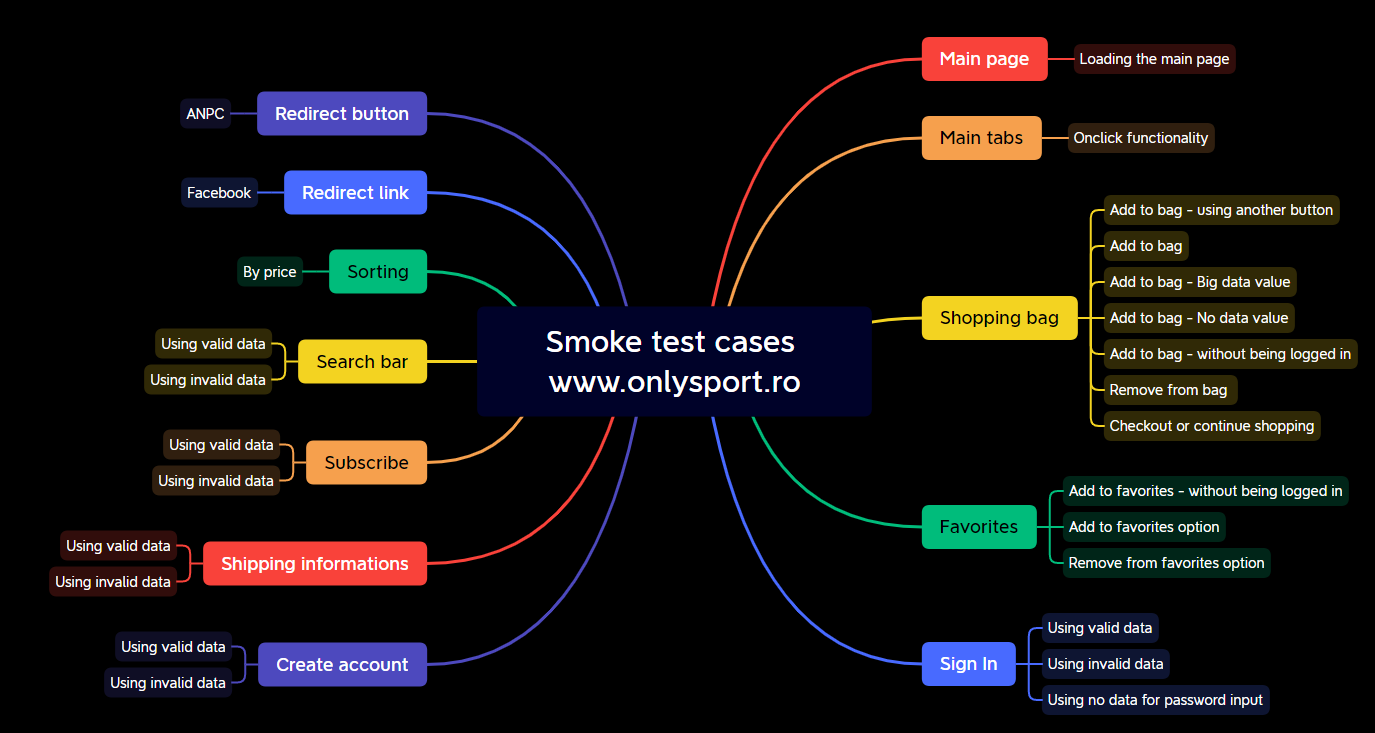 Smoke test cases
www.onlysport.ro
Main page
Loading the main page
Main tabs
Onclick functionality
Shopping bag
Add to bag - using another button
Add to bag
Add to bag - Big data value
Add to bag - No data value
Add to bag - without being logged in
Remove from bag
Checkout or continue shopping
Favorites
Add to favorites - without being logged in
Add to favorites option
Remove from favorites option
Sign In
Using valid data
Using invalid data
Using no data for password input
Redirect button
ANPC
Redirect link
Facebook
Sorting
By price
Search bar
Using valid data
Using invalid data
Subscribe
Using valid data
Using invalid data
Shipping informations
Using valid data
Using invalid data
Create account
Using valid data
Using invalid data